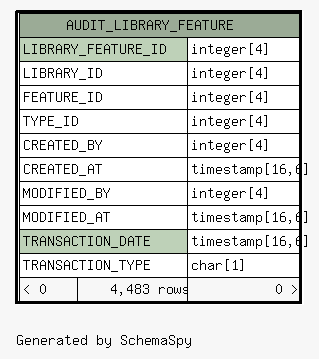 AUDIT_LIBRARY_FEATURE
LIBRARY_FEATURE_ID integer[4]
LIBRARY_ID integer[4]
FEATURE_ID integer[4]
TYPE_ID integer[4]
CREATED_BY integer[4]
CREATED_AT timestamp[16,6]
MODIFIED_BY integer[4]
MODIFIED_AT timestamp[16,6]
TRANSACTION_DATE timestamp[16,6]
TRANSACTION_TYPE char[1]
< 0 4,483 rows 0 >
Generated by SchemaSpy